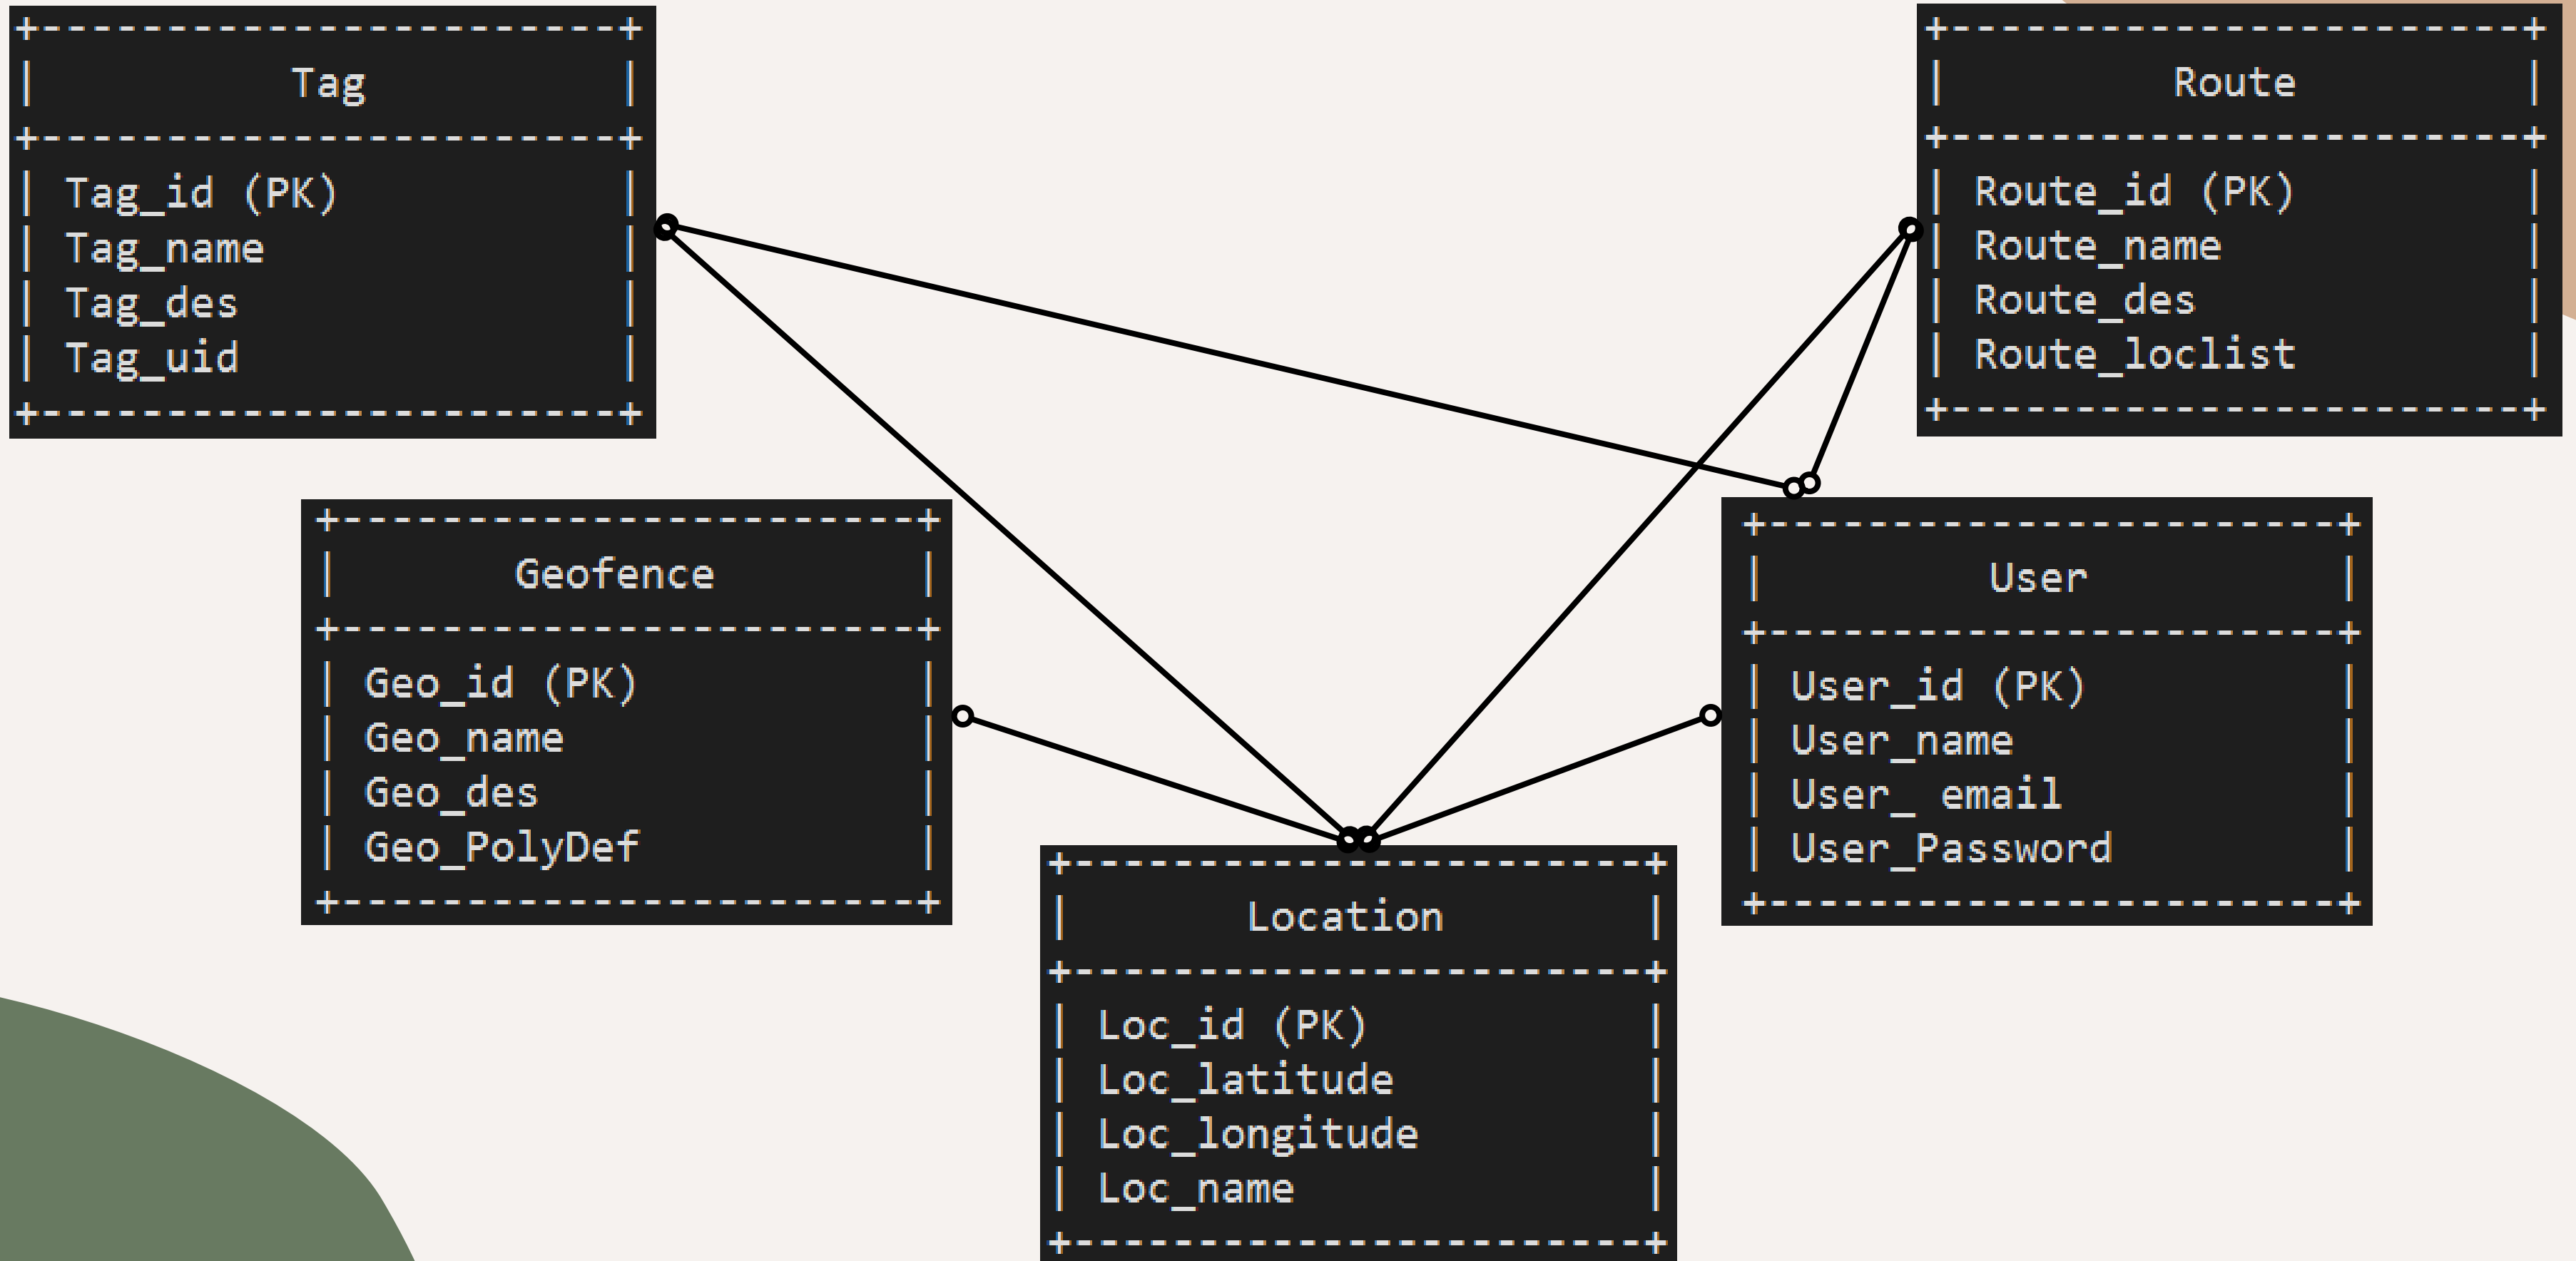 Tag
Tag_id (PK)
Tag_name
Tag_des
Tag_uid
Route
Route_id (PK)
Route_name
Route_des
Route_loclist
Geofence
Geo_id (PK)
Geo_name
Geo_des
Geo_PolyDef
User
User_id (PK)
User_name
User_ email
User_Password
Location
Loc_id (PK)
Loc_latitude
Loc_longitude
Loc_name